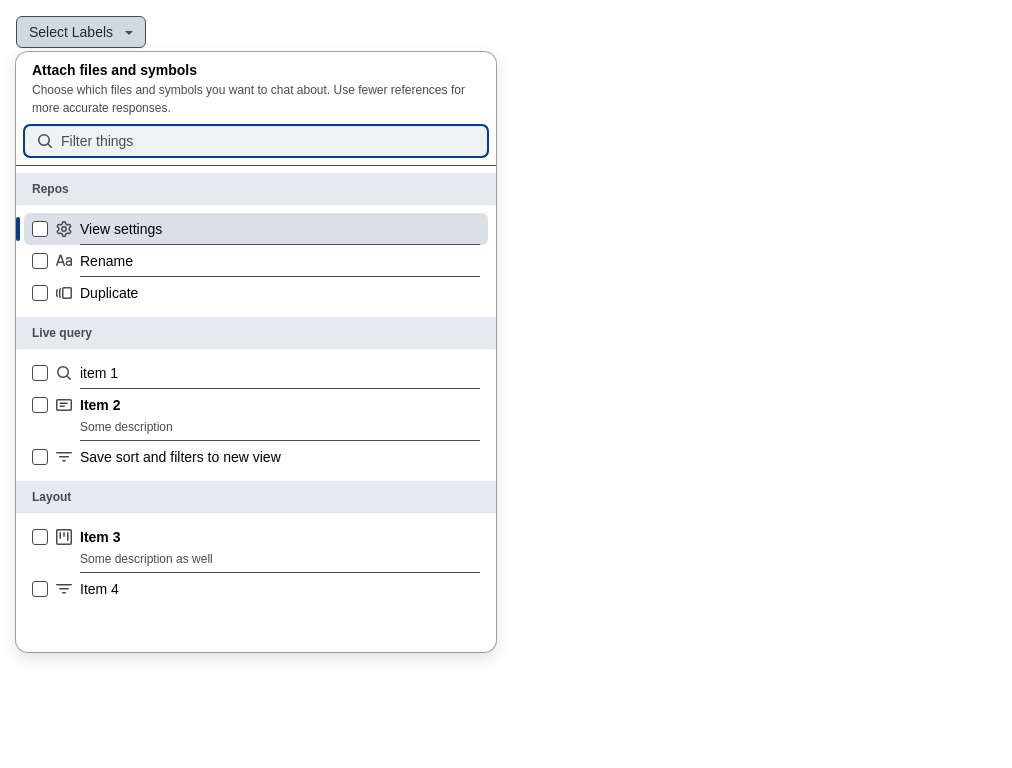 Select Labels
Attach files and symbols
Choose which files and symbols you want to chat about. Use fewer references for
more accurate responses.
Filter things
Repos
View settings
Rename
Duplicate
Live query
item 1
Item 2
Some description
Save sort and filters to new view
Layout
Item 3
Some description as well
Item 4